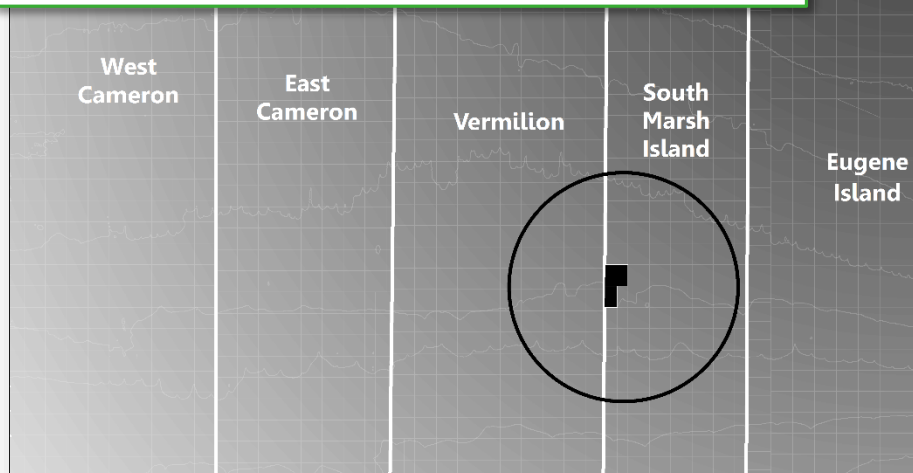 West
Cameron
East
Cameron
Vermilion
South
Marsh
Island
Eugene
Island